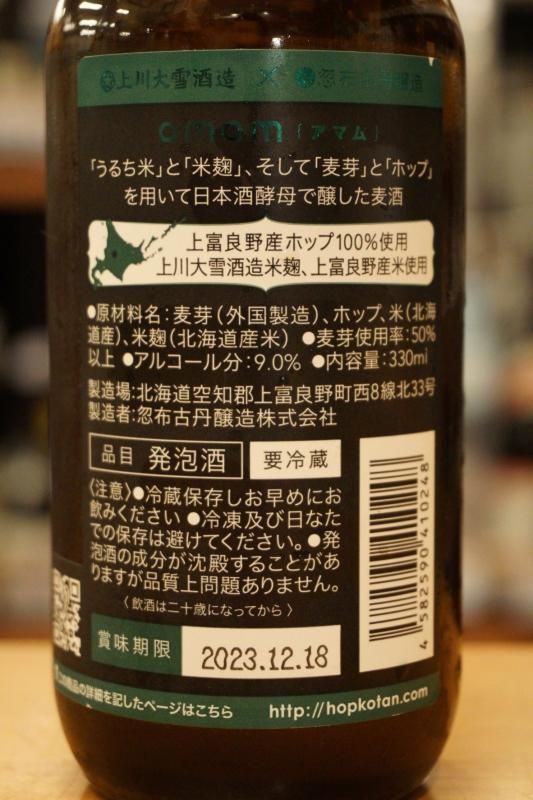 上川大雪酒造 × 忽布古丹醸造
amam [アマム]
「うるち米」と「米麹」、そして「麦芽」と「ホップ」
を用いて日本酒酵母で醸した麦酒
上富良野産ホップ100%使用
上川大雪酒造米麹、上富良野産米使用
●原材料名:麦芽(外国製造)、ホップ、米(北海
道産)、米麹(北海道産米) ●麦芽使用率:50%
以上 ●アルコール分:9.0% ●内容量:330ml
製造場:北海道空知郡上富良野町西8線北33号
製造者:忽布古丹醸造株式会社
品目 発泡酒 要冷蔵
〈注意〉●冷蔵保存しお早めにお
飲みください ●冷凍及び日なた
での保存は避けてください。●発
泡酒の成分が沈殿することがあ
りますが品質上問題ありません。
〈飲酒は二十歳になってから〉
4 582590 410248
賞味期限 2023.12.18
この商品の詳細を記したページはこちら http://hopkotan.com